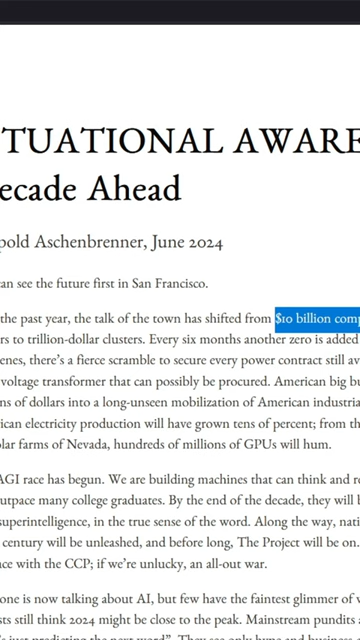 TUATIONAL AWARE
ecade Ahead
pold Aschenbrenner, June 2024
can see the future first in San Francisco.
the past year, the talk of the town has shifted from $10 billion comp
rs to trillion-dollar clusters. Every six months another zero is added
enes, there's a fierce scramble to secure every power contract still av
voltage transformer that can possibly be procured. American big bu
ns of dollars into a long-unseen mobilization of American industria
ican electricity production will have grown tens of percent; from th
olar farms of Nevada, hundreds of millions of GPUs will hum.
AGI race has begun. We are building machines that can think and re
outpace many college graduates. By the end of the decade, they will b
superintelligence, in the true sense of the word. Along the way, nati
century will be unleashed, and before long, The Project will be on.
ace with the CCP; if we're unlucky, an all-out war.
one is now talking about AI, but few have the faintest glimmer of w
sts still think 2024 might be close to the peak. Mainstream pundits a